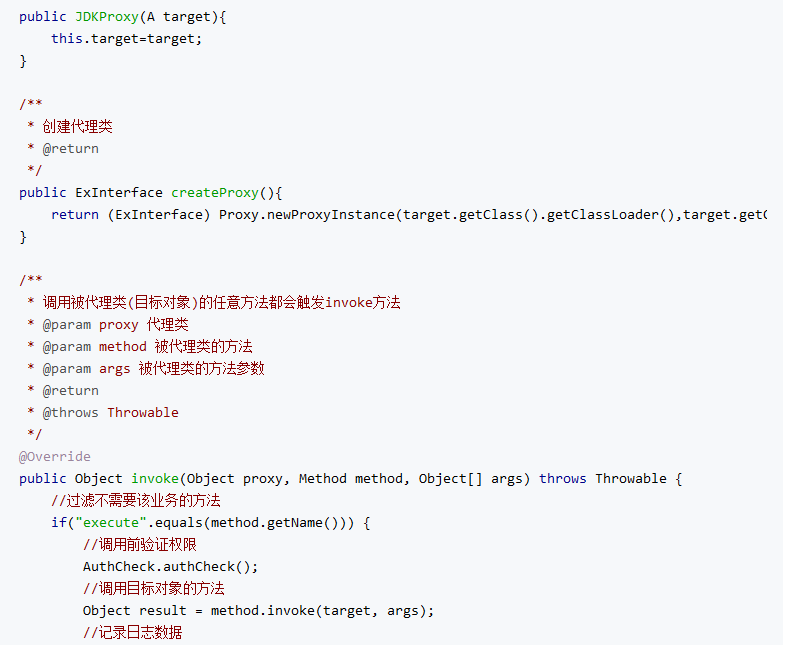 public JDKProxy(A target){
    this.target=target;
}
/**
 * 创建代理类
 * @return
 */
public ExInterface createProxy(){
    return (ExInterface) Proxy.newProxyInstance(target.getClass().getClassLoader(),target.getC
}
/**
 * 调用被代理类(目标对象)的任意方法都会触发invoke方法
 * @param proxy 代理类
 * @param method 被代理类的方法
 * @param args 被代理类的方法参数
 * @return
 * @throws Throwable
 */
@Override
public Object invoke(Object proxy, Method method, Object[] args) throws Throwable {
    //过滤不需要该业务的方法
    if("execute".equals(method.getName())) {
        //调用前验证权限
        AuthCheck.authCheck();
        //调用目标对象的方法
        Object result = method.invoke(target, args);
        //记录日志数据